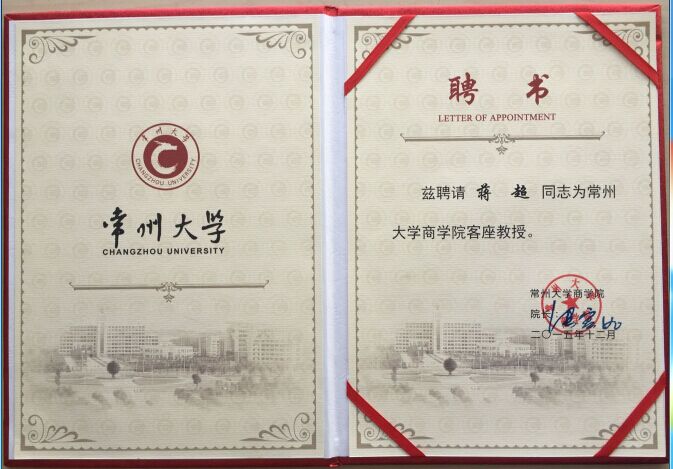 常州大学
CHANGZHOU UNIVERSITY
常州大学
CHANGZHOU UNIVERSITY
聘书
LETTER OF APPOINTMENT
兹聘请 蒋 超 同志为常州
大学商学院客座教授。
常州大学商学院
院长：
二〇一五年十二月